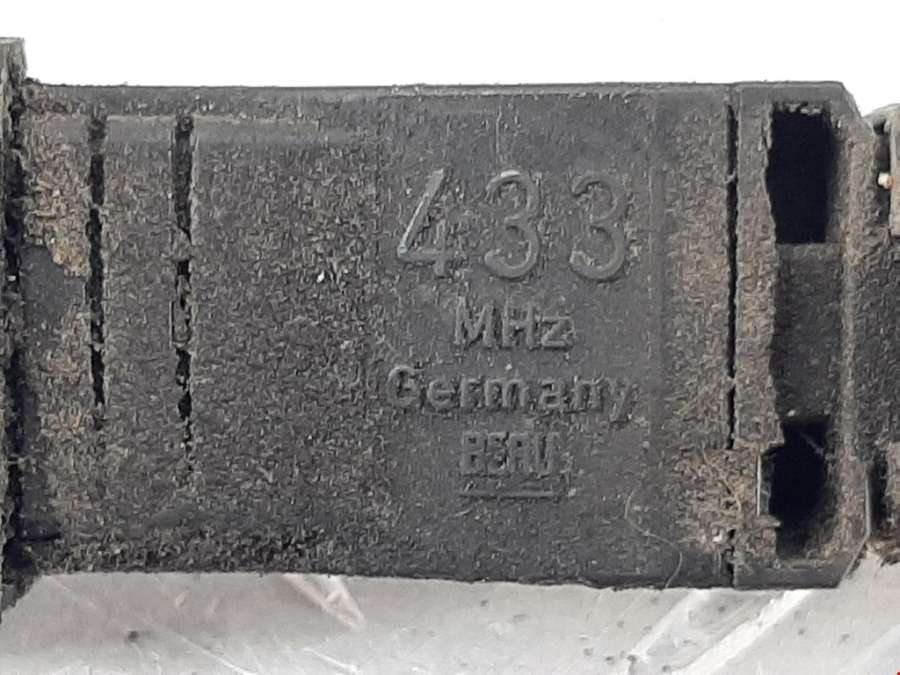 433
MHz
Germany
BERU